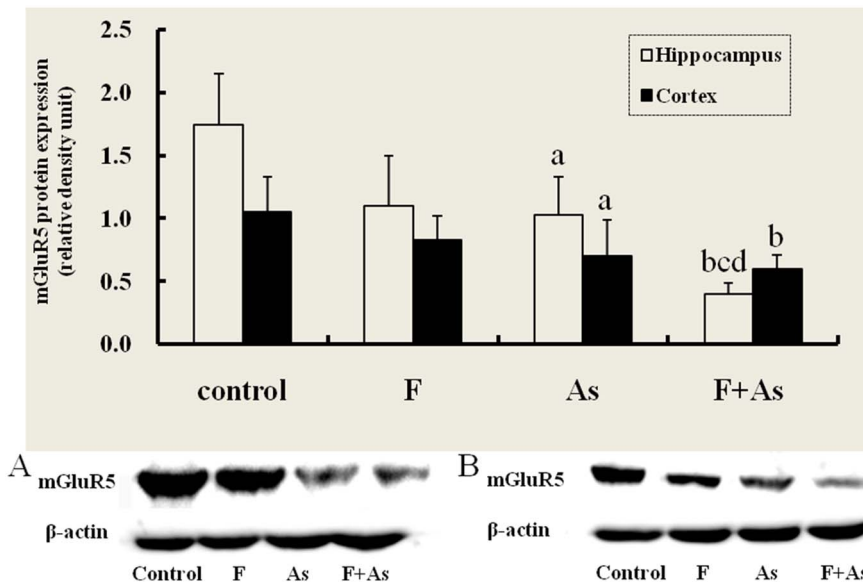 mGluR5 protein expression
(relative density unit)
2.5
2.0
1.5
1.0
0.5
0.0
Hippocampus
Cortex
a
a
bcd
b
control F As F+As
A
mGluR5
β-actin
Control F As F+As
B
mGluR5
β-actin
Control F As F+As